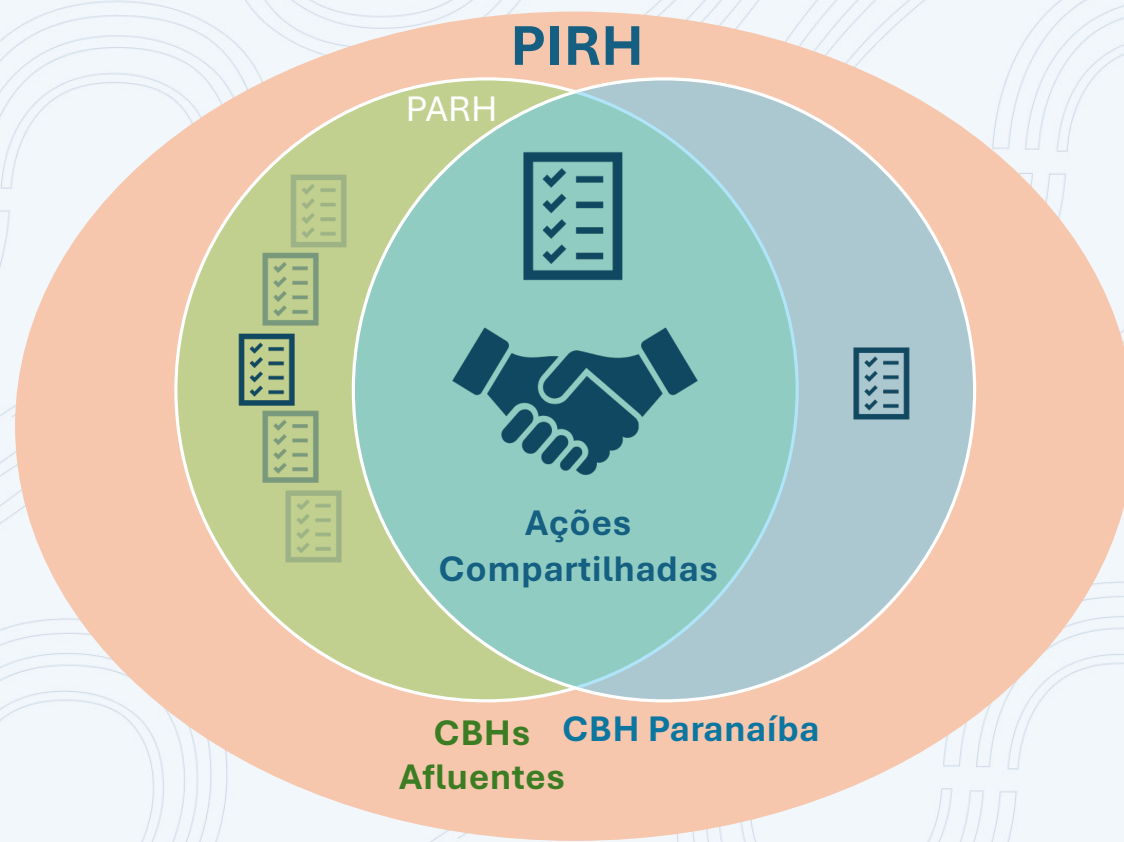 PIRH
PARH
Ações
Compartilhadas
CBHs
Afluentes
CBH Paranaíba